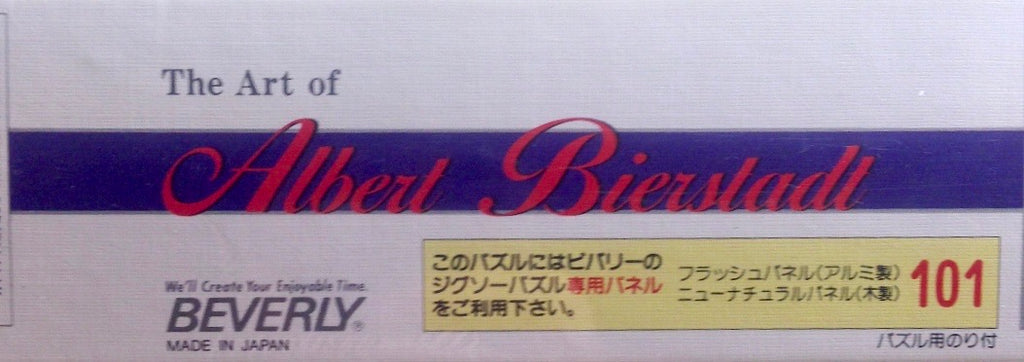 The Art of
Albert Bierstadt
We'll Create Your Enjoyable Time.
BEVERLY®
MADE IN JAPAN
このパズルにはビバリーの
ジグソーパズル専用パネル
をご利用下さい。
フラッシュパネル(アルミ製)
ニューナチュラルパネル(木製)
101
パズル用のり付